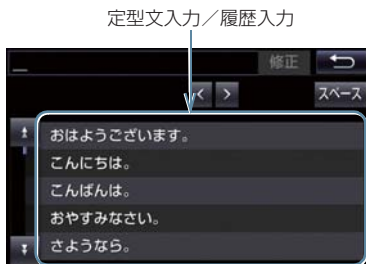 定型文入力／履歴入力
修正
< >
スペース
おはようございます。
こんにちは。
こんばんは。
おやすみなさい。
さようなら。